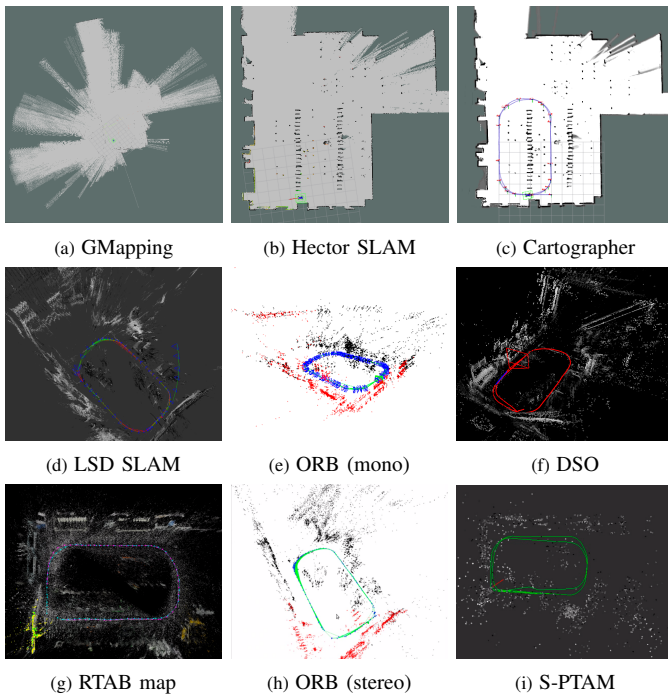 (a) GMapping
(b) Hector SLAM
(c) Cartographer
(d) LSD SLAM
(e) ORB (mono)
(f) DSO
(g) RTAB map
(h) ORB (stereo)
(i) S-PTAM